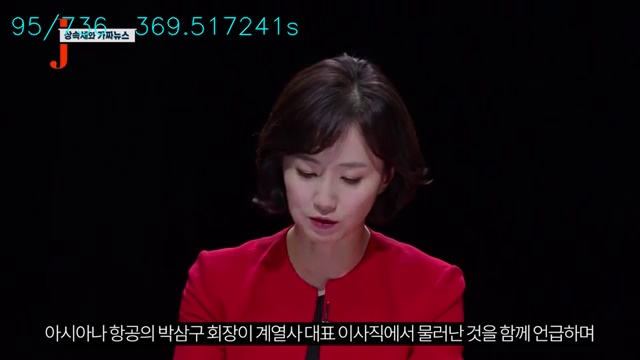 95/736 369.517241s
j
상속세와 가짜뉴스
아시아나 항공의 박삼구 회장이 계열사 대표 이사직에서 물러난 것을 함께 언급하며